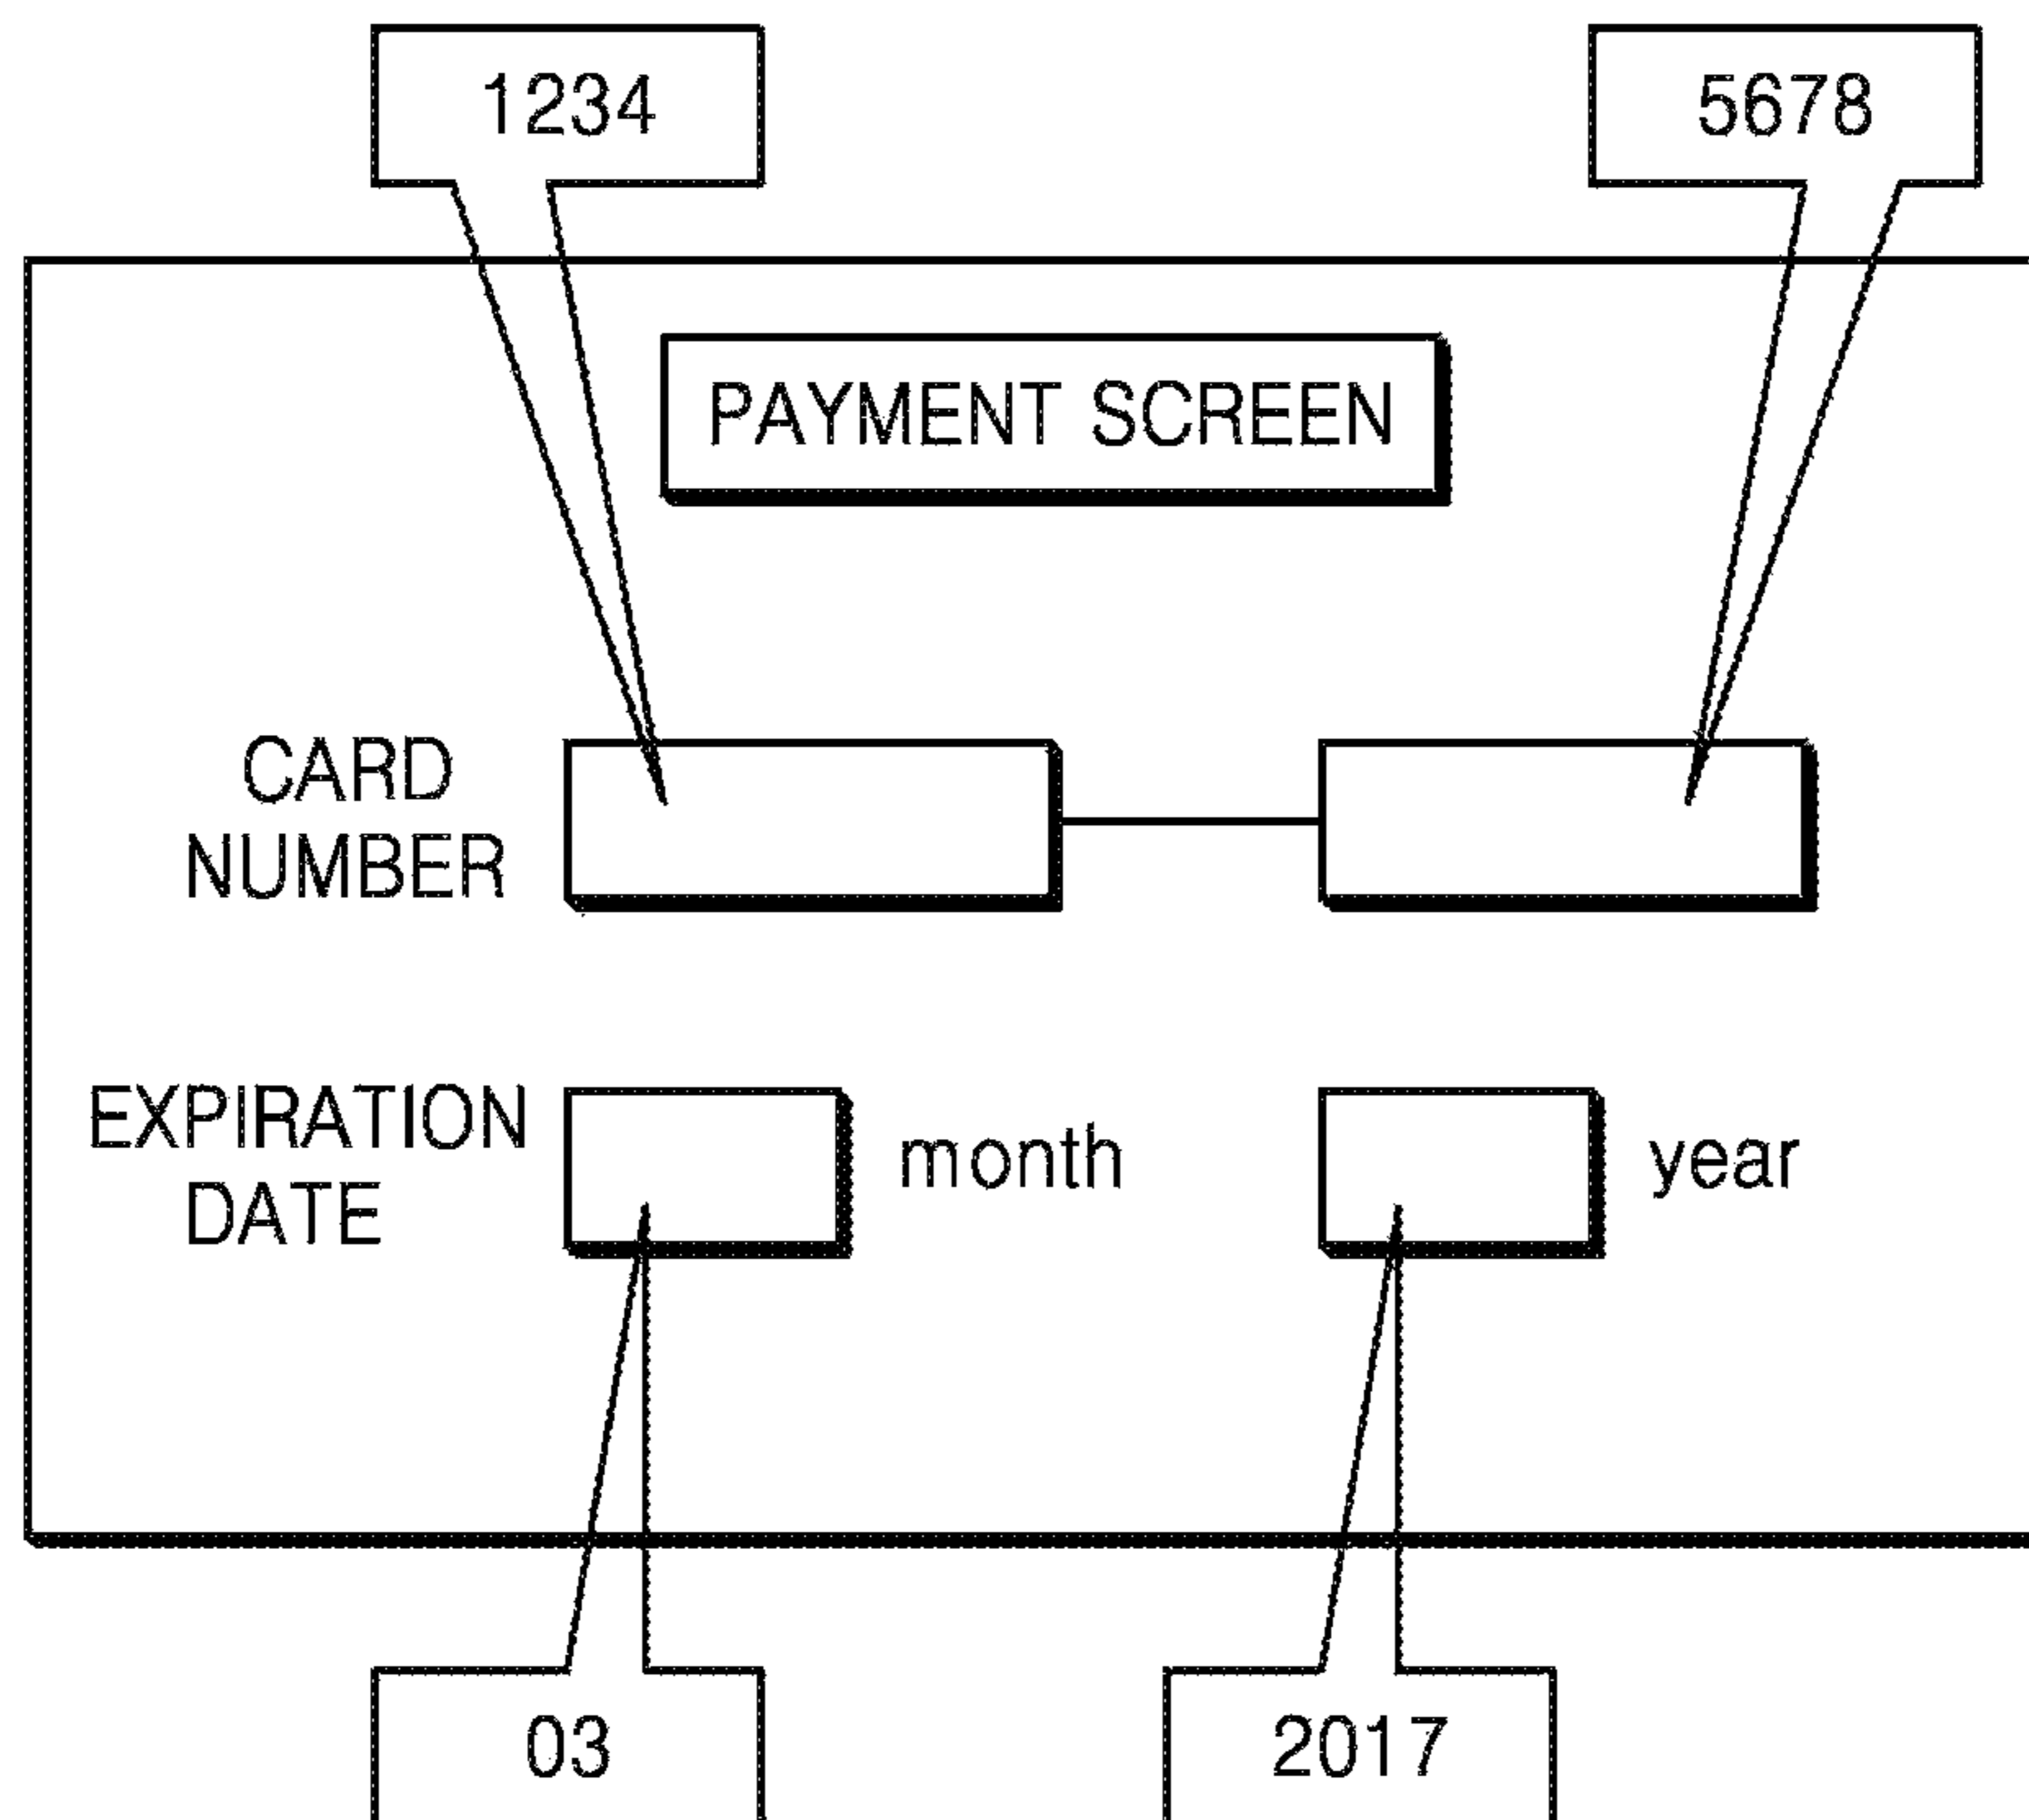 1234
5678
PAYMENT SCREEN
CARD
NUMBER
EXPIRATION
DATE
month
year
03
2017